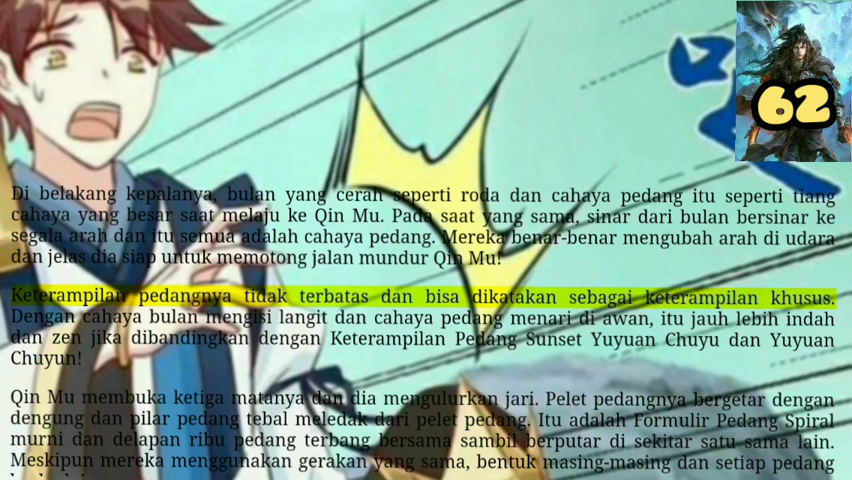 62
Di belakang kepalanya, bulan yang cerah seperti roda dan cahaya pedang itu seperti tiang
cahaya yang besar saat melaju ke Qin Mu. Pada saat yang sama, sinar dari bulan bersinar ke
segala arah dan itu semua adalah cahaya pedang. Mereka benar-benar mengubah arah di udara
dan jelas dia siap untuk memotong jalan mundur Qin Mu!
Keterampilan pedangnya tidak terbatas dan bisa dikatakan sebagai keterampilan khusus.
Dengan cahaya bulan mengisi langit dan cahaya pedang menari di awan, itu jauh lebih indah
dan zen jika dibandingkan dengan Keterampilan Pedang Sunset Yuyuan Chuyu dan Yuyuan
Chuyun!
Qin Mu membuka ketiga matanya dan dia mengulurkan jari. Pelet pedangnya bergetar dengan
dengung dan pilar pedang tebal meledak dari pelet pedang. Itu adalah Formulir Pedang Spiral
murni dan delapan ribu pedang terbang bersama sambil berputar di sekitar satu sama lain.
Meskipun mereka menggunakan gerakan yang sama, bentuk masing-masing dan setiap pedang